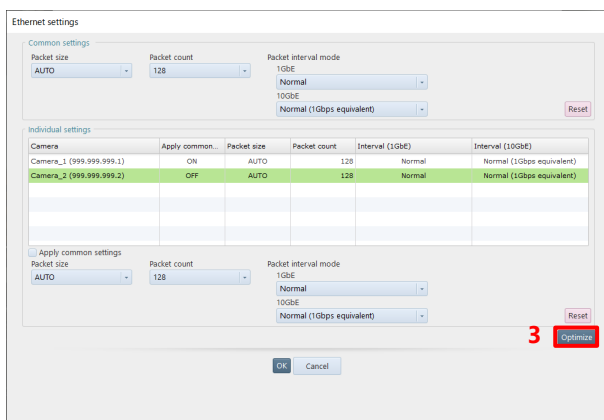 Ethernet settings
Common settings
Packet size Packet count Packet interval mode
1GbE
AUTO 128 Normal
10GbE
Normal (1Gbps equivalent) Reset
Individual settings
Camera Apply common... Packet size Packet count Interval (1GbE) Interval (10GbE)
Camera_1 (999.999.999.1) ON AUTO 128 Normal Normal (1Gbps equivalent)
Camera_2 (999.999.999.2) OFF AUTO 128 Normal Normal (1Gbps equivalent)
Apply common settings
Packet size Packet count Packet interval mode
1GbE
AUTO 128 Normal
10GbE
Normal (1Gbps equivalent) Reset
3 Optimize
OK Cancel